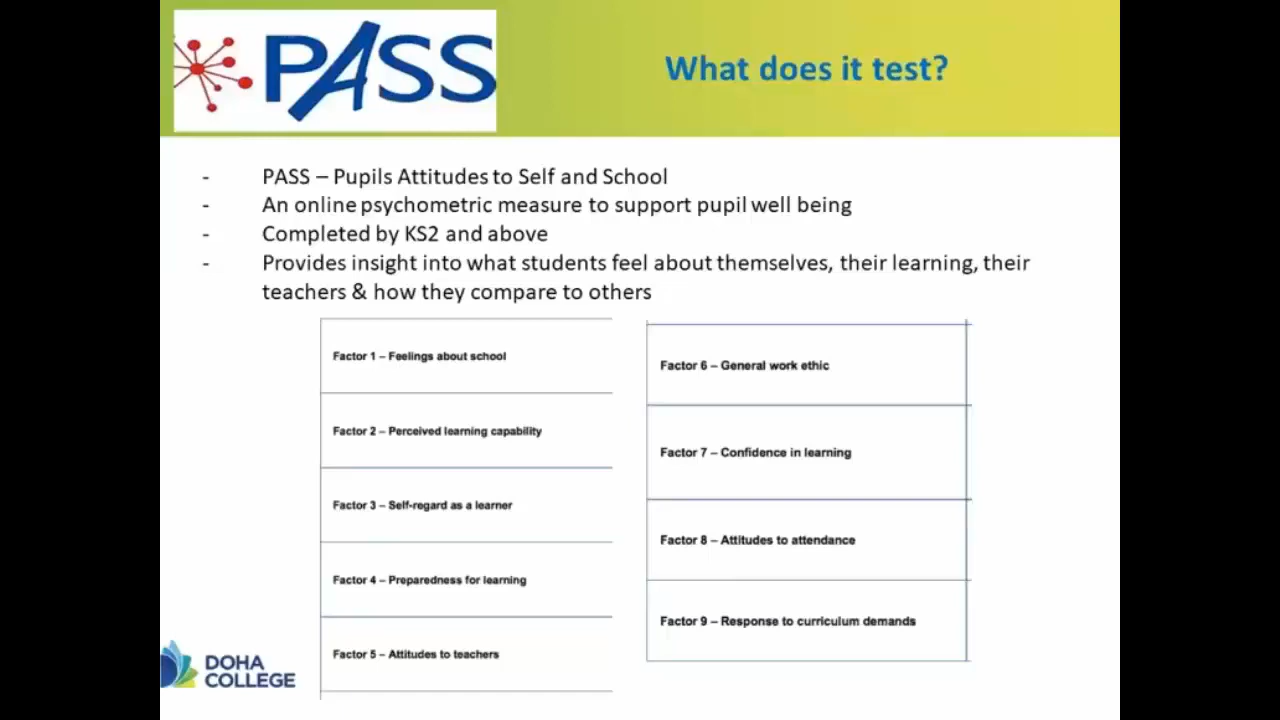 PASS
What does it test?
- PASS – Pupils Attitudes to Self and School
- An online psychometric measure to support pupil well being
- Completed by KS2 and above
- Provides insight into what students feel about themselves, their learning, their
teachers & how they compare to others
Factor 1 – Feelings about school
Factor 2 – Perceived learning capability
Factor 3 – Self-regard as a learner
Factor 4 – Preparedness for learning
Factor 5 – Attitudes to teachers
Factor 6 – General work ethic
Factor 7 – Confidence in learning
Factor 8 – Attitudes to attendance
Factor 9 – Response to curriculum demands
DOHA
COLLEGE